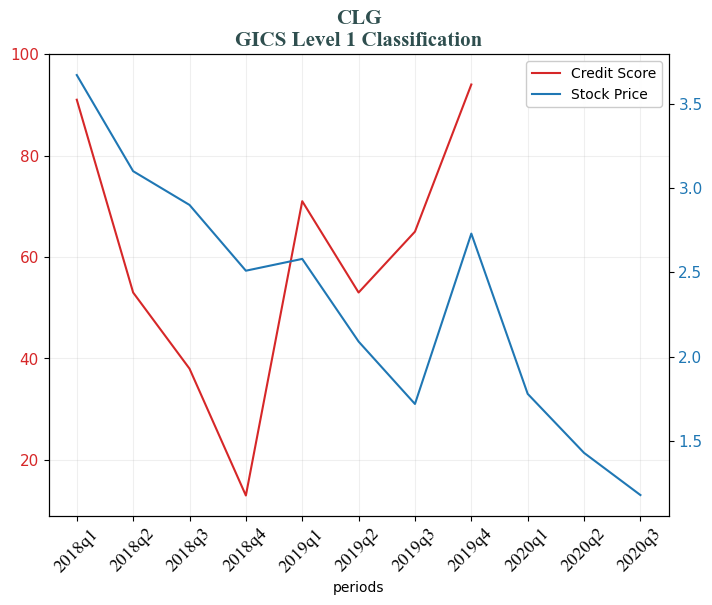 CLG
GICS Level 1 Classification
Credit Score
Stock Price
100
80
60
40
20
3.5
3.0
2.5
2.0
1.5
2018q1
2018q2
2018q3
2018q4
2019q1
2019q2
2019q3
2019q4
2020q1
2020q2
2020q3
periods